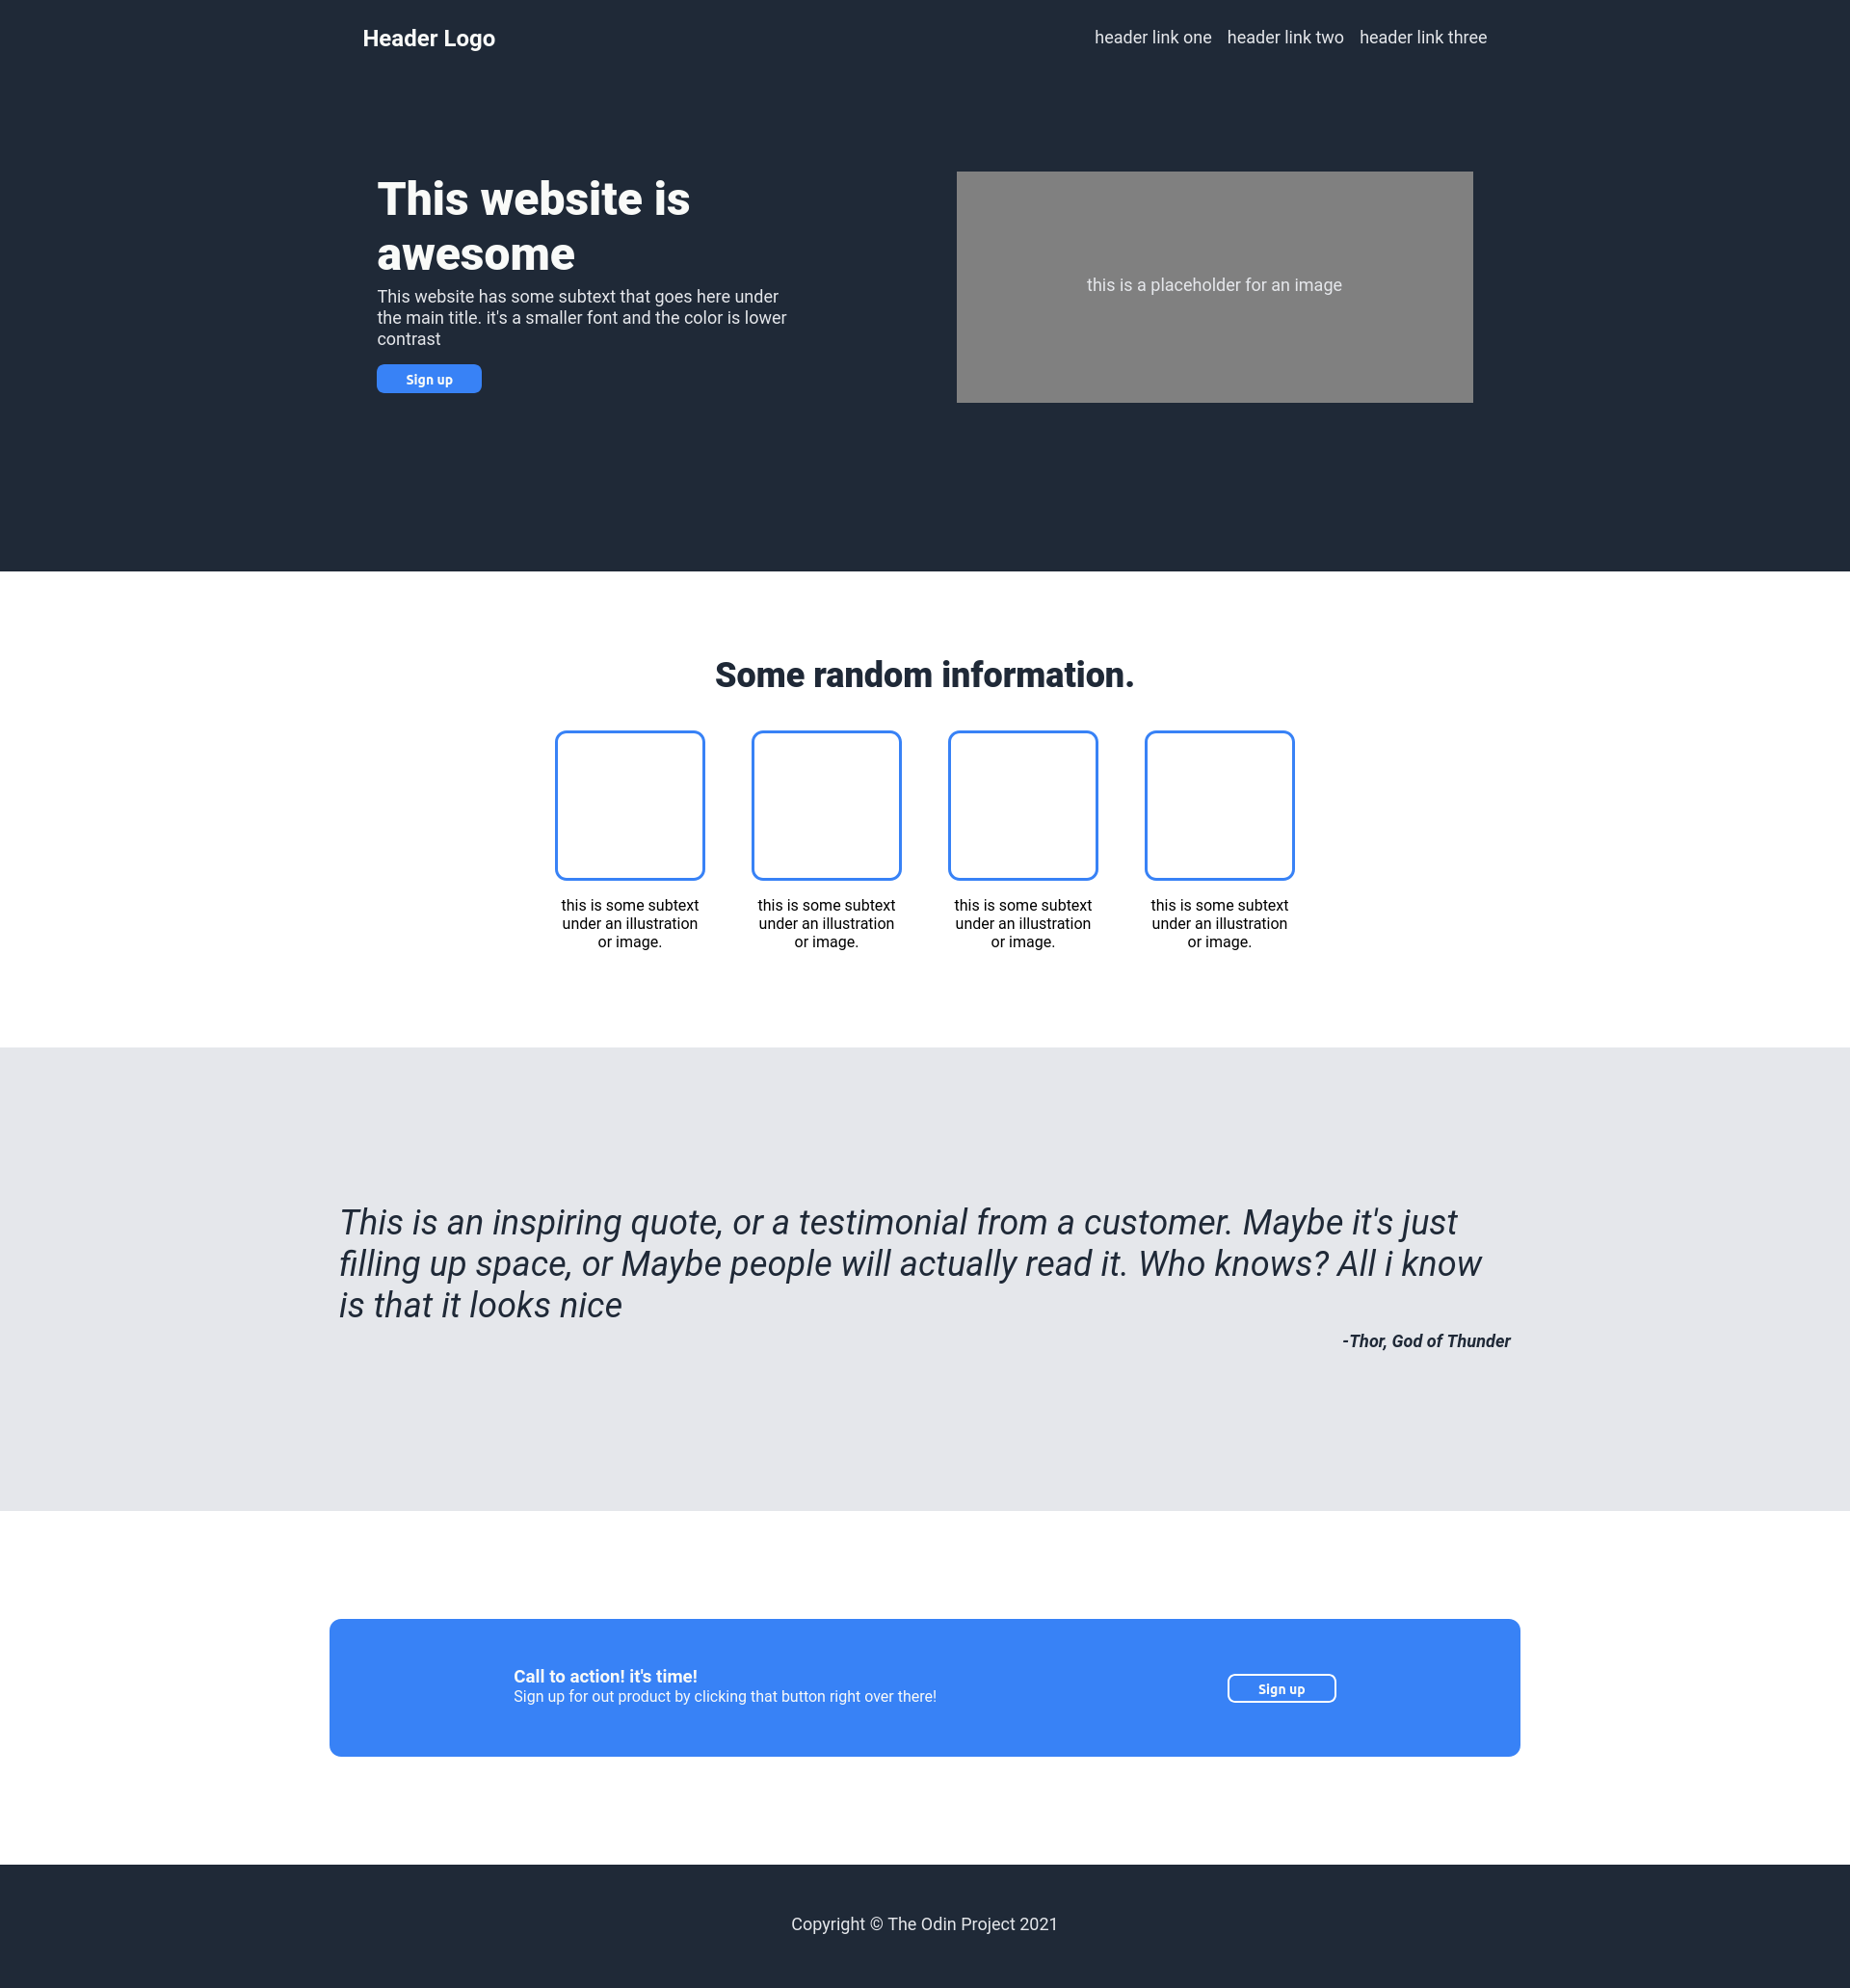 Header Logo
header link one header link two header link three
This website is
awesome
This website has some subtext that goes here under
the main title. it's a smaller font and the color is lower
contrast
Sign up
this is a placeholder for an image
Some random information.
this is some subtext
under an illustration
or image.
this is some subtext
under an illustration
or image.
this is some subtext
under an illustration
or image.
this is some subtext
under an illustration
or image.
This is an inspiring quote, or a testimonial from a customer. Maybe it's just
filling up space, or Maybe people will actually read it. Who knows? All i know
is that it looks nice
-Thor, God of Thunder
Call to action! it's time!
Sign up for out product by clicking that button right over there!
Sign up
Copyright © The Odin Project 2021